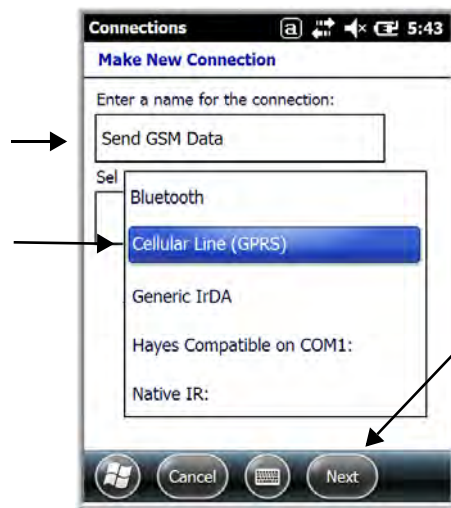 Connections a 5:43
Make New Connection
Enter a name for the connection:
Send GSM Data
Sel
Bluetooth
Cellular Line (GPRS)
Generic IrDA
Hayes Compatible on COM1:
Native IR:
Cancel Next